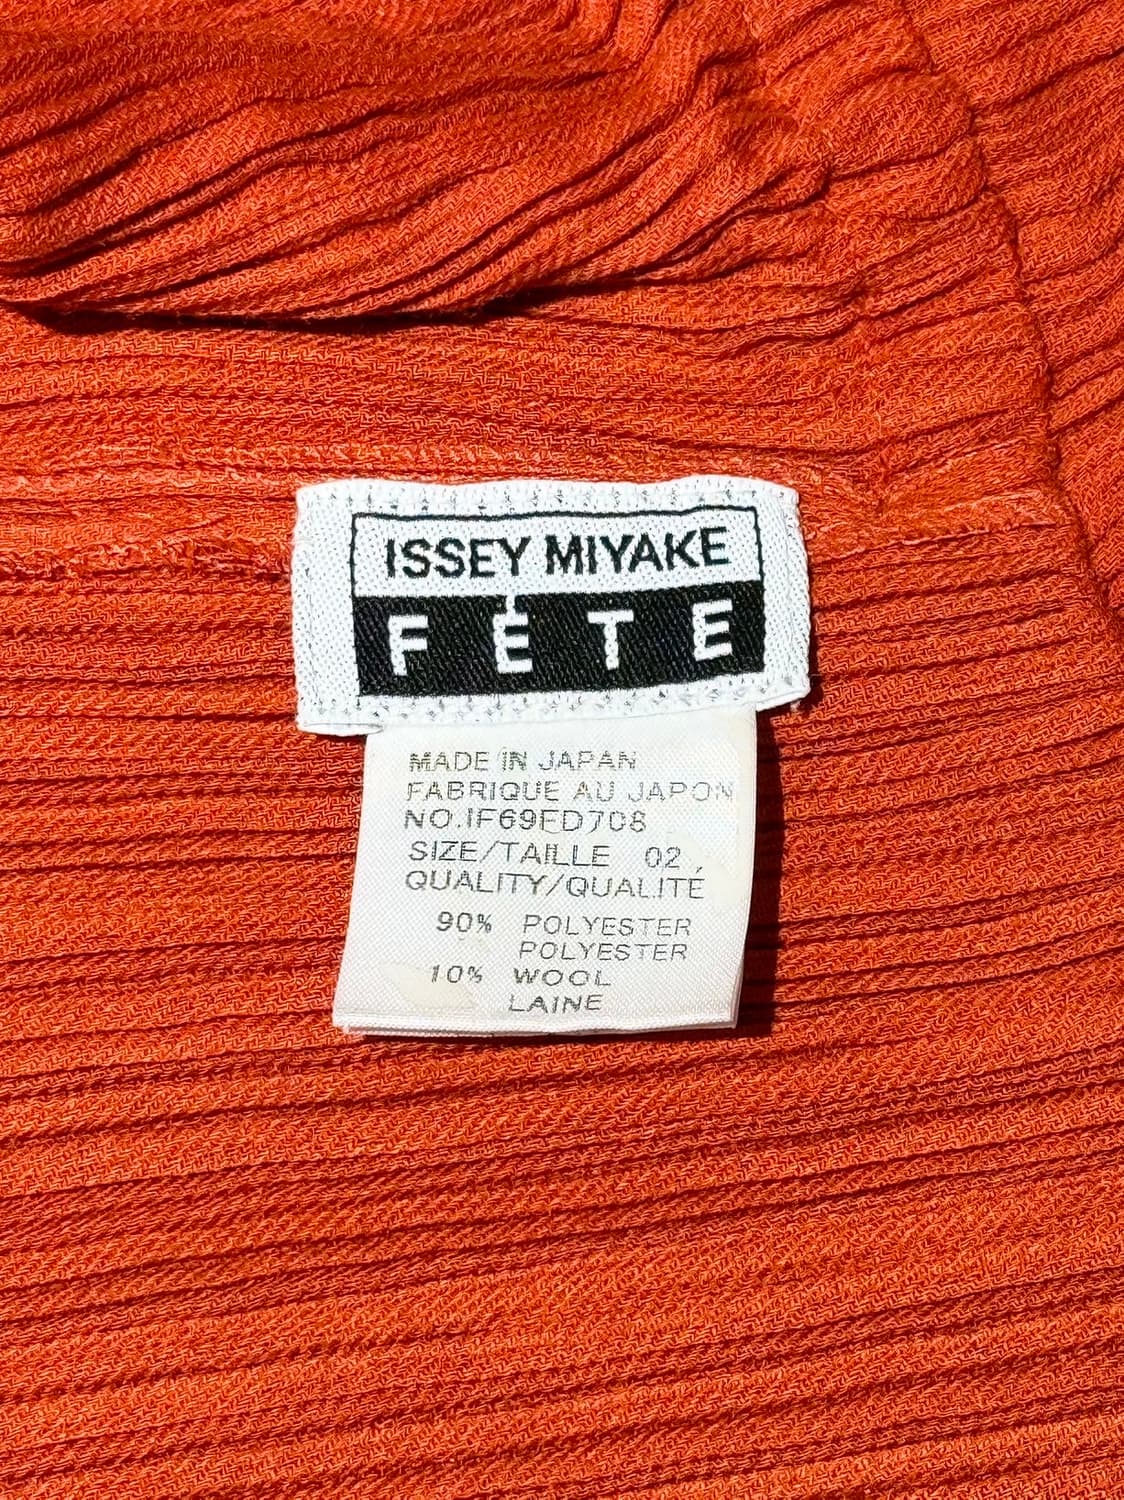 ISSEY MIYAKE
FÉTE
MADE IN JAPAN
FABRIQUE AU JAPON
NO.IF69FD708
SIZE/TAILLE 02
QUALITY/QUALITÉ
90% POLYESTER
POLYESTER
10% WOOL
LAINE